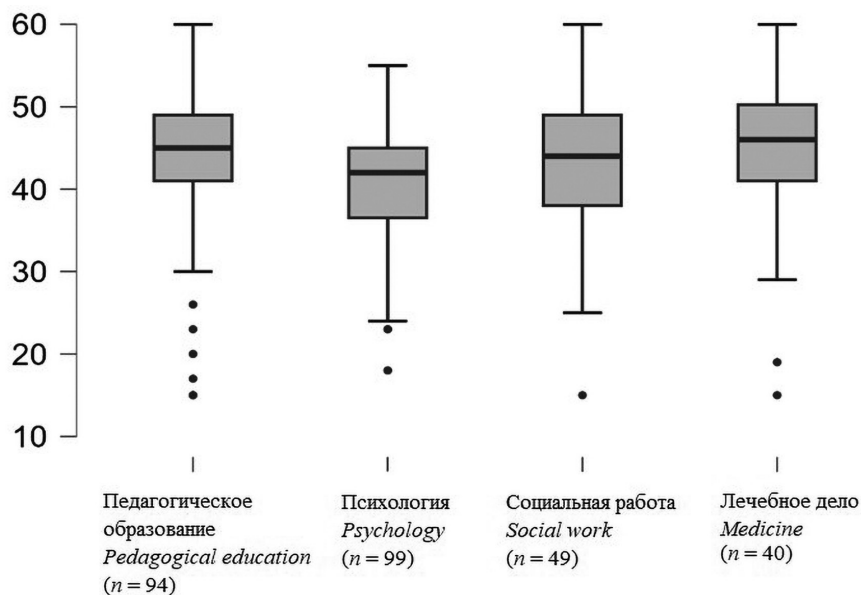 60
50
40
30
20
10
Педагогическое
образование
Pedagogical education
(n = 94)
Психология
Psychology
(n = 99)
Социальная работа
Social work
(n = 49)
Лечебное дело
Medicine
(n = 40)